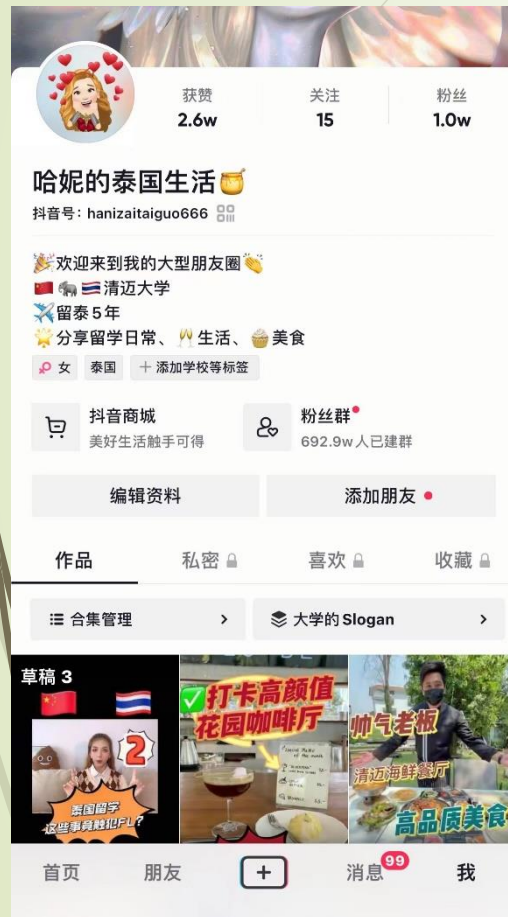 获赞 关注 粉丝
2.6w 15 1.0w
哈妮的泰国生活🍯
抖音号：hanizaitaiguo666
🎉欢迎来到我的大型朋友圈👏
🇨🇳🐘🇹🇭清迈大学
✈️留泰5年
🌟分享留学日常、🥂生活、🧁美食
女 泰国 + 添加学校等标签
抖音商城 粉丝群
美好生活触手可得 692.9w人已建群
编辑资料 添加朋友
作品 私密 喜欢 收藏
合集管理 > 大学的 Slogan >
草稿 3
2
泰国留学
这些事竟触犯FL？
打卡高颜值
花园咖啡厅
帅气老板
清迈海鲜餐厅
高品质美食
首页 朋友 + 消息 99 我